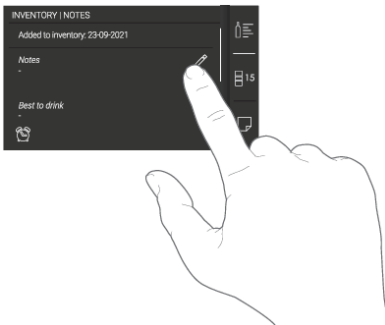 INVENTORY | NOTES
Added to inventory: 23-09-2021
Notes
-
15
Best to drink
-